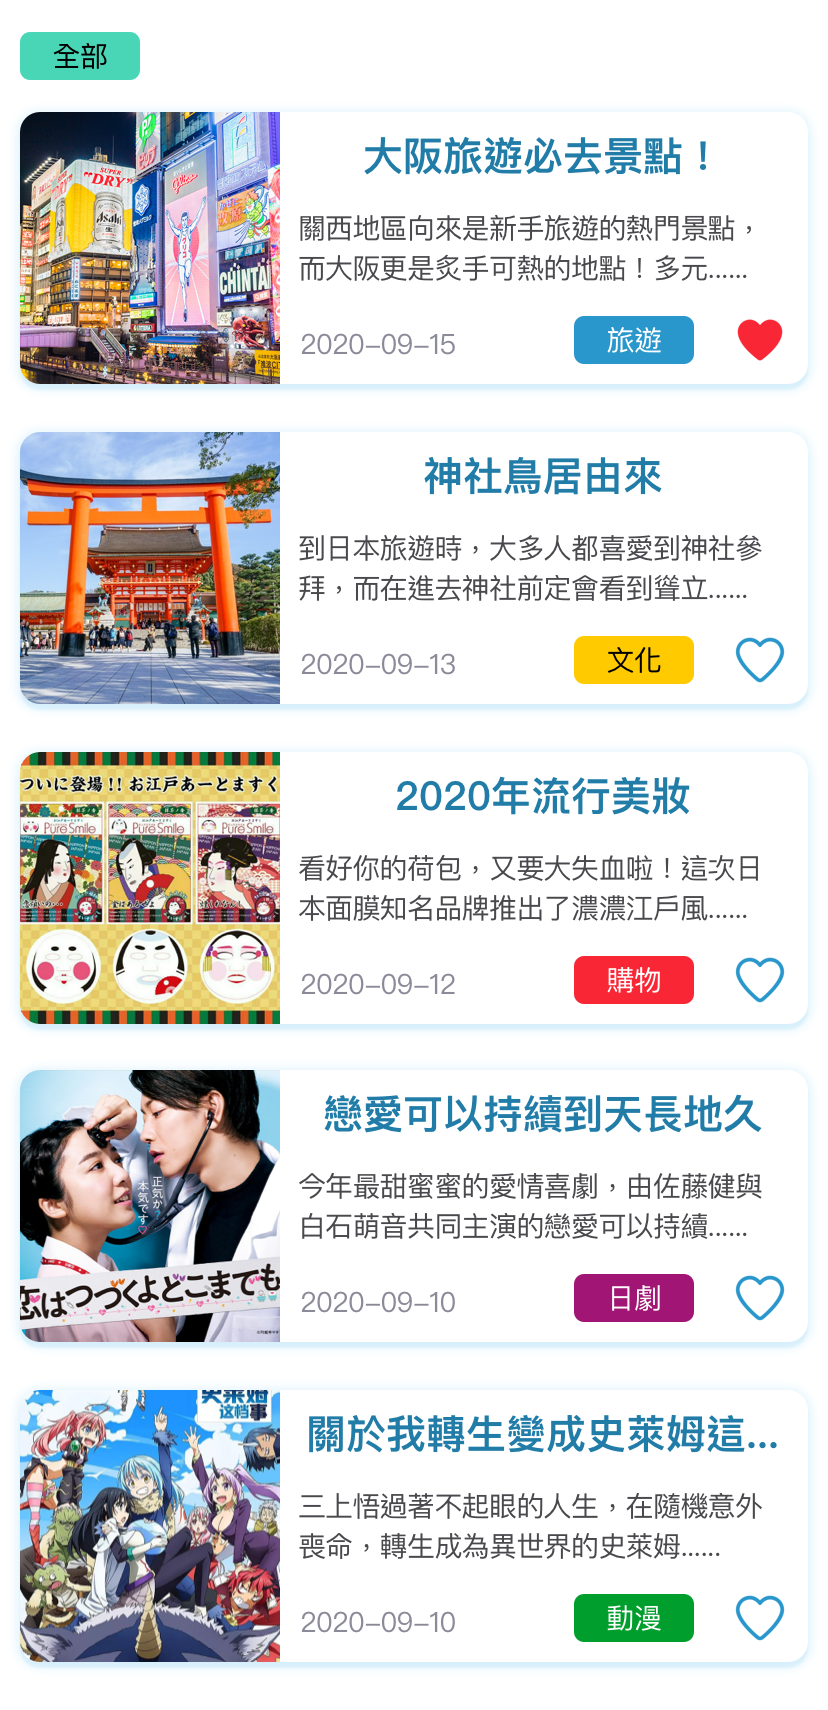 全部
SUPER
"DRY"
Asahi
グリコ
CHINTAI
大阪旅遊必去景點！
關西地區向來是新手旅遊的熱門景點，
而大阪更是炙手可熱的地點！多元……
2020-09-15
旅遊
神社鳥居由來
到日本旅遊時，大多人都喜愛到神社參
拜，而在進去神社前定會看到聳立……
2020-09-13
文化
ついに登場!! お江戸あーとますく
Pure Smile
Pure Smile
Pure Smile
2020年流行美妝
看好你的荷包，又要大失血啦！這次日
本面膜知名品牌推出了濃濃江戶風……
2020-09-12
購物
正気か?
本気です♡
恋はつづくよどこまでも
戀愛可以持續到天長地久
今年最甜蜜蜜的愛情喜劇，由佐藤健與
白石萌音共同主演的戀愛可以持續……
2020-09-10
日劇
史莱姆
这档事
關於我轉生變成史萊姆這...
三上悟過著不起眼的人生，在隨機意外
喪命，轉生成為異世界的史萊姆……
2020-09-10
動漫